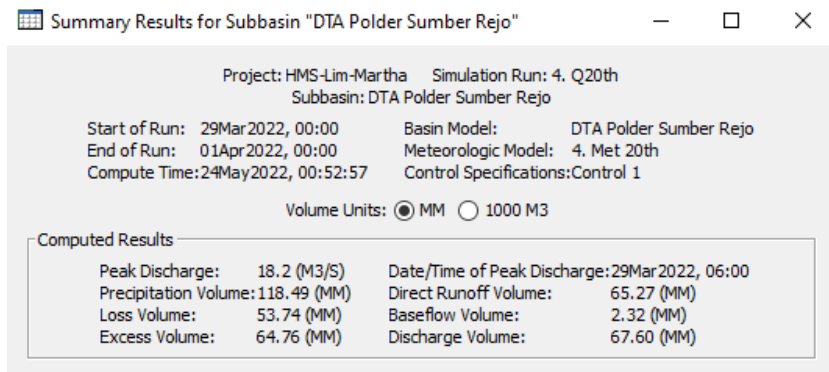 Summary Results for Subbasin "DTA Polder Sumber Rejo"
Project: HMS-Lim-Martha Simulation Run: 4. Q20th
Subbasin: DTA Polder Sumber Rejo
Start of Run: 29Mar2022, 00:00 Basin Model: DTA Polder Sumber Rejo
End of Run: 01Apr2022, 00:00 Meteorologic Model: 4. Met 20th
Compute Time:24May2022, 00:52:57 Control Specifications:Control 1
Volume Units: MM 1000 M3
Computed Results
Peak Discharge: 18.2 (M3/S) Date/Time of Peak Discharge:29Mar2022, 06:00
Precipitation Volume:118.49 (MM) Direct Runoff Volume: 65.27 (MM)
Loss Volume: 53.74 (MM) Baseflow Volume: 2.32 (MM)
Excess Volume: 64.76 (MM) Discharge Volume: 67.60 (MM)